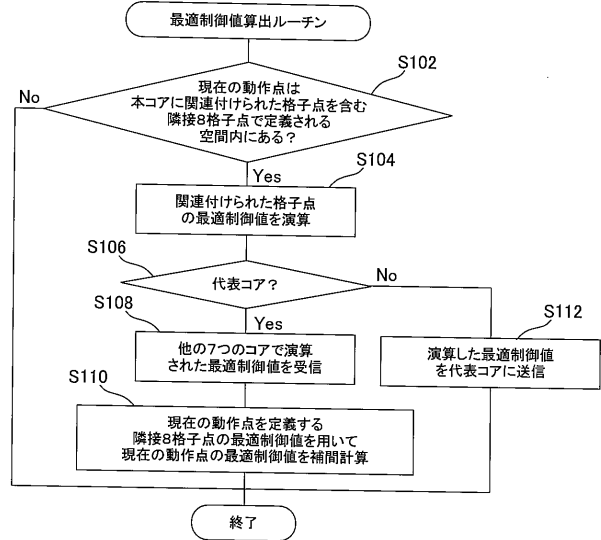 最適制御値算出ルーチン
S102
現在の動作点は
本コアに関連付けられた格子点を含む
隣接8格子点で定義される
空間内にある?
No
Yes
S104
関連付けられた格子点
の最適制御値を演算
S106
代表コア?
No
Yes
S108
他の7つのコアで演算
された最適制御値を受信
S112
演算した最適制御値
を代表コアに送信
S110
現在の動作点を定義する
隣接8格子点の最適制御値を用いて
現在の動作点の最適制御値を補間計算
終了